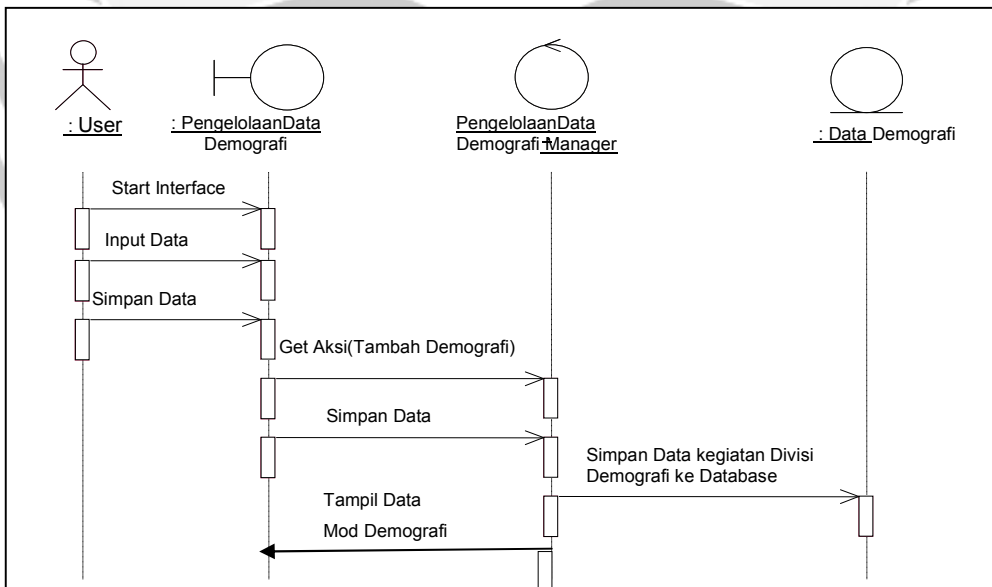 : User
: PengelolaanData
Demografi
PengelolaanData
Demografi Manager
: Data Demografi
Start Interface
Input Data
Simpan Data
Get Aksi(Tambah Demografi)
Simpan Data
Simpan Data kegiatan Divisi
Demografi ke Database
Tampil Data
Mod Demografi